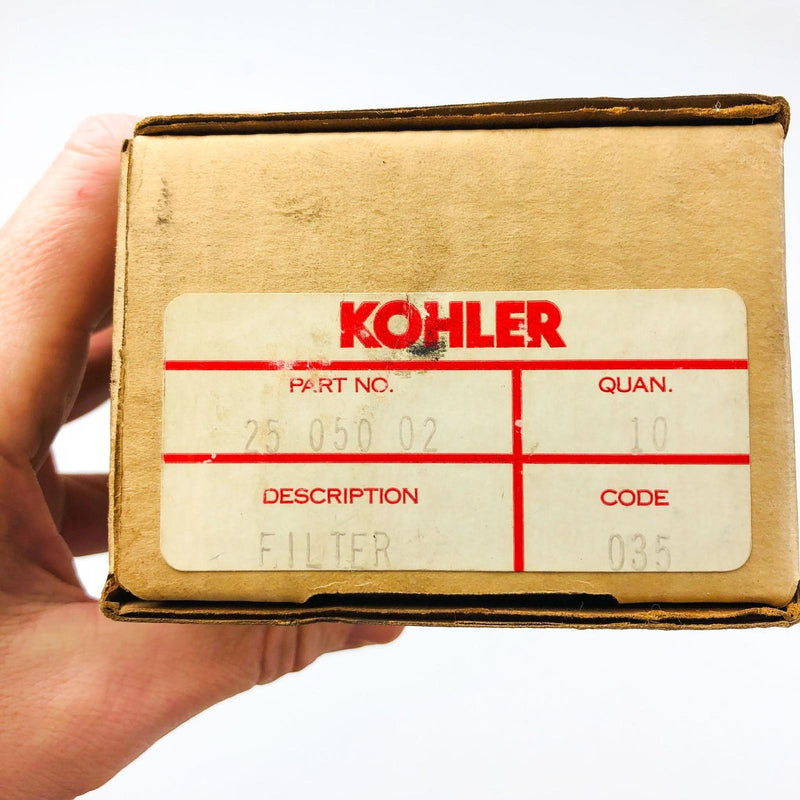 KOHLER
PART NO. QUAN.
25 050 02 10
DESCRIPTION CODE
FILTER 035